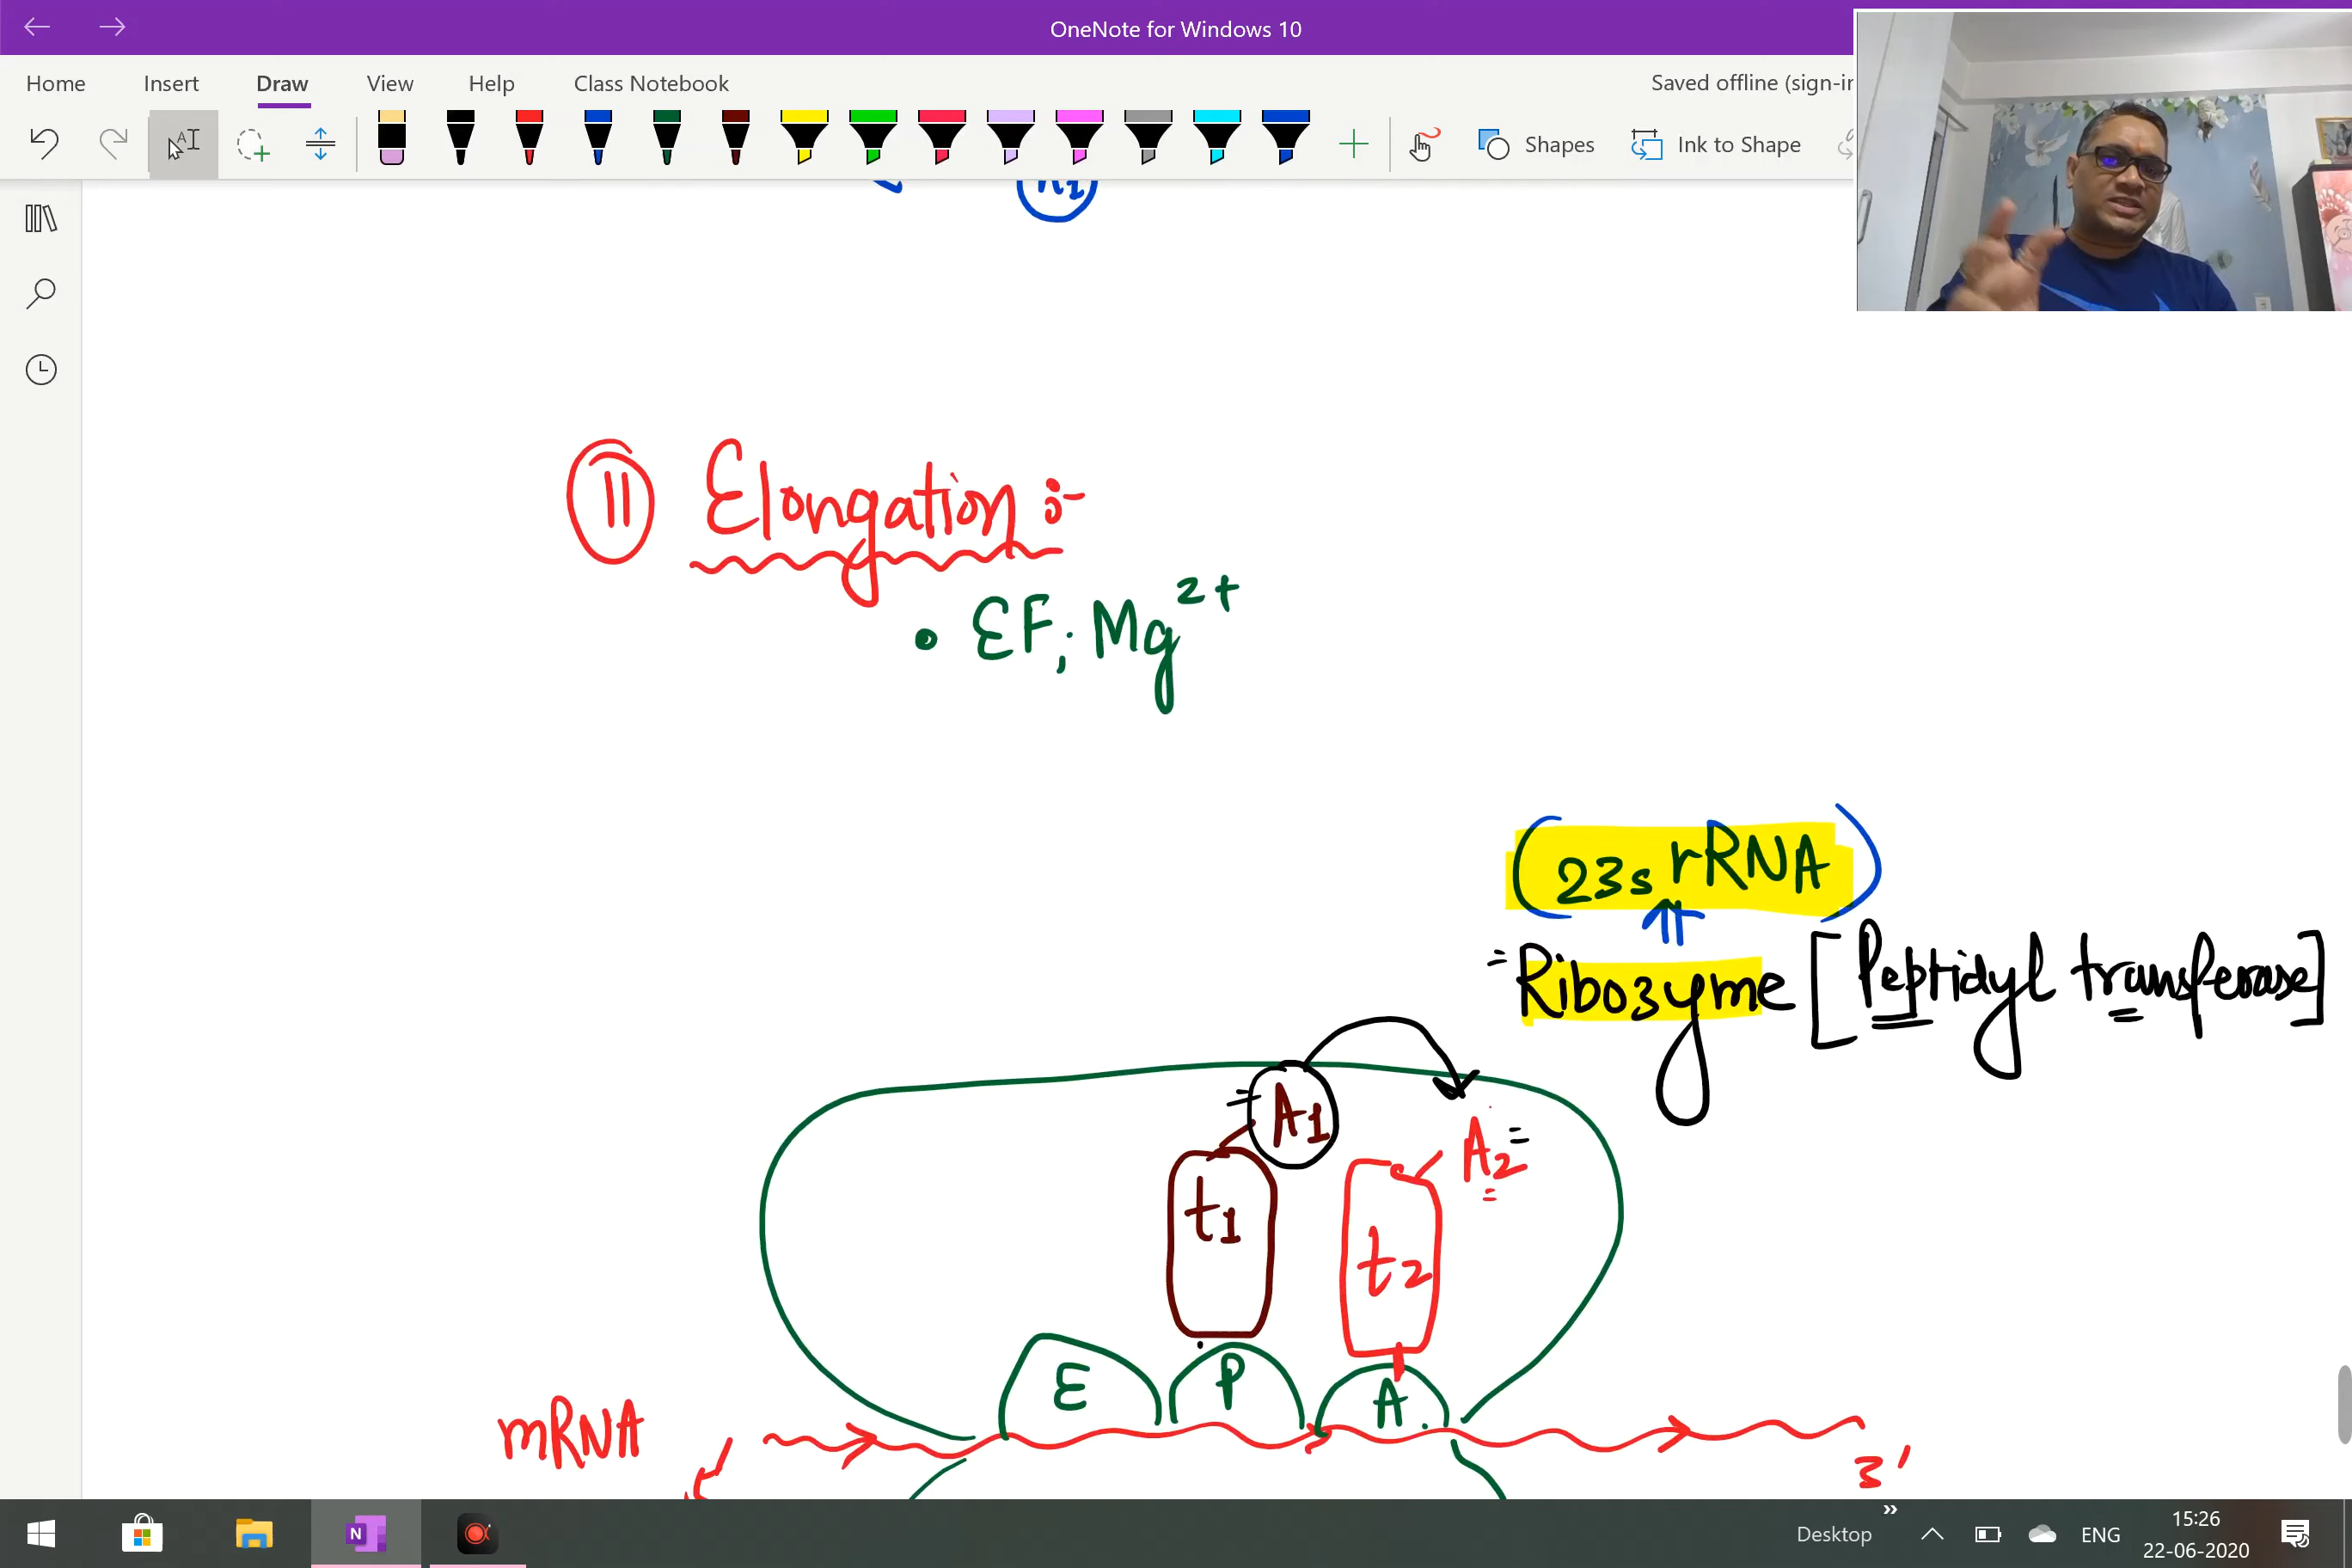 OneNote for Windows 10
Home Insert Draw View Help Class Notebook
Saved offline (sign-in
Shapes Ink to Shape
II Elongation :-
• EF; Mg2+
(23s rRNA)
= Ribozyme [Peptidyl transferase]
= A1
A2 =
=
t1
t2
E P A
mRNA
3'
Desktop
ENG
15:26
22-06-2020